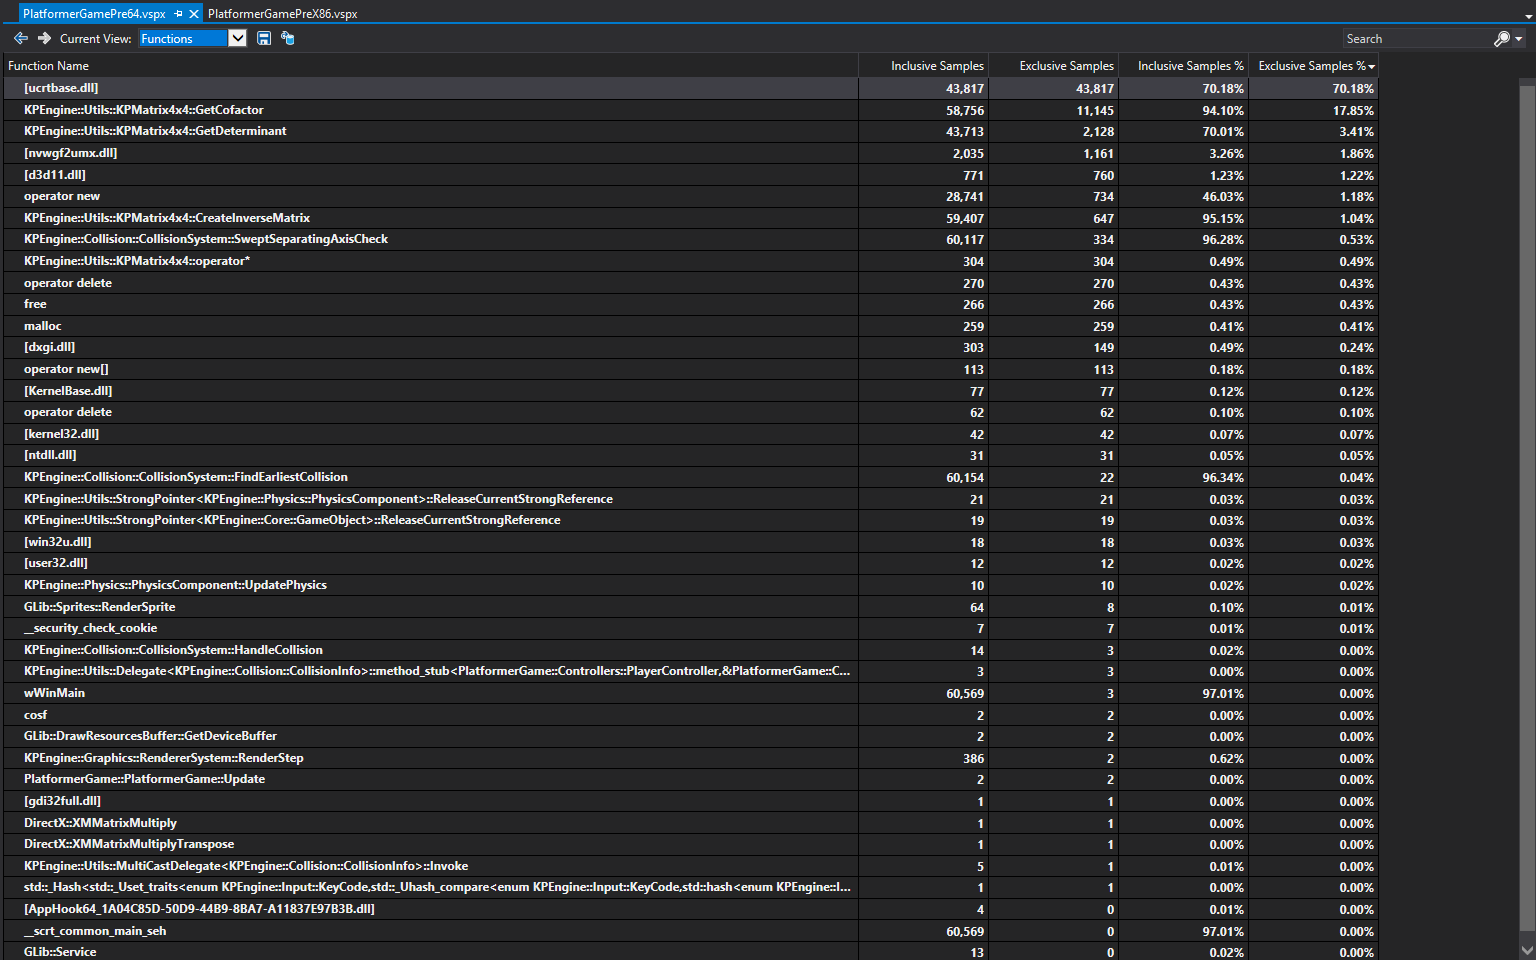 PlatformerGamePre64.vspx PlatformerGamePreX86.vspx
Current View: Functions Search
Function Name Inclusive Samples Exclusive Samples Inclusive Samples % Exclusive Samples %
[ucrtbase.dll] 43,817 43,817 70.18% 70.18%
KPEngine::Utils::KPMatrix4x4::GetCofactor 58,756 11,145 94.10% 17.85%
KPEngine::Utils::KPMatrix4x4::GetDeterminant 43,713 2,128 70.01% 3.41%
[nvwgf2umx.dll] 2,035 1,161 3.26% 1.86%
[d3d11.dll] 771 760 1.23% 1.22%
operator new 28,741 734 46.03% 1.18%
KPEngine::Utils::KPMatrix4x4::CreateInverseMatrix 59,407 647 95.15% 1.04%
KPEngine::Collision::CollisionSystem::SweptSeparatingAxisCheck 60,117 334 96.28% 0.53%
KPEngine::Utils::KPMatrix4x4::operator* 304 304 0.49% 0.49%
operator delete 270 270 0.43% 0.43%
free 266 266 0.43% 0.43%
malloc 259 259 0.41% 0.41%
[dxgi.dll] 303 149 0.49% 0.24%
operator new[] 113 113 0.18% 0.18%
[KernelBase.dll] 77 77 0.12% 0.12%
operator delete 62 62 0.10% 0.10%
[kernel32.dll] 42 42 0.07% 0.07%
[ntdll.dll] 31 31 0.05% 0.05%
KPEngine::Collision::CollisionSystem::FindEarliestCollision 60,154 22 96.34% 0.04%
KPEngine::Utils::StrongPointer<KPEngine::Physics::PhysicsComponent>::ReleaseCurrentStrongReference 21 21 0.03% 0.03%
KPEngine::Utils::StrongPointer<KPEngine::Core::GameObject>::ReleaseCurrentStrongReference 19 19 0.03% 0.03%
[win32u.dll] 18 18 0.03% 0.03%
[user32.dll] 12 12 0.02% 0.02%
KPEngine::Physics::PhysicsComponent::UpdatePhysics 10 10 0.02% 0.02%
GLib::Sprites::RenderSprite 64 8 0.10% 0.01%
__security_check_cookie 7 7 0.01% 0.01%
KPEngine::Collision::CollisionSystem::HandleCollision 14 3 0.02% 0.00%
KPEngine::Utils::Delegate<KPEngine::Collision::CollisionInfo>::method_stub<PlatformerGame::Controllers::PlayerController,&PlatformerGame::C... 3 3 0.00% 0.00%
wWinMain 60,569 3 97.01% 0.00%
cosf 2 2 0.00% 0.00%
GLib::DrawResourcesBuffer::GetDeviceBuffer 2 2 0.00% 0.00%
KPEngine::Graphics::RendererSystem::RenderStep 386 2 0.62% 0.00%
PlatformerGame::PlatformerGame::Update 2 2 0.00% 0.00%
[gdi32full.dll] 1 1 0.00% 0.00%
DirectX::XMMatrixMultiply 1 1 0.00% 0.00%
DirectX::XMMatrixMultiplyTranspose 1 1 0.00% 0.00%
KPEngine::Utils::MultiCastDelegate<KPEngine::Collision::CollisionInfo>::Invoke 5 1 0.01% 0.00%
std::_Hash<std::_Uset_traits<enum KPEngine::Input::KeyCode,std::_Uhash_compare<enum KPEngine::Input::KeyCode,std::hash<enum KPEngine::I... 1 1 0.00% 0.00%
[AppHook64_1A04C85D-50D9-44B9-8BA7-A11837E97B3B.dll] 4 0 0.01% 0.00%
__scrt_common_main_seh 60,569 0 97.01% 0.00%
GLib::Service 13 0 0.02% 0.00%